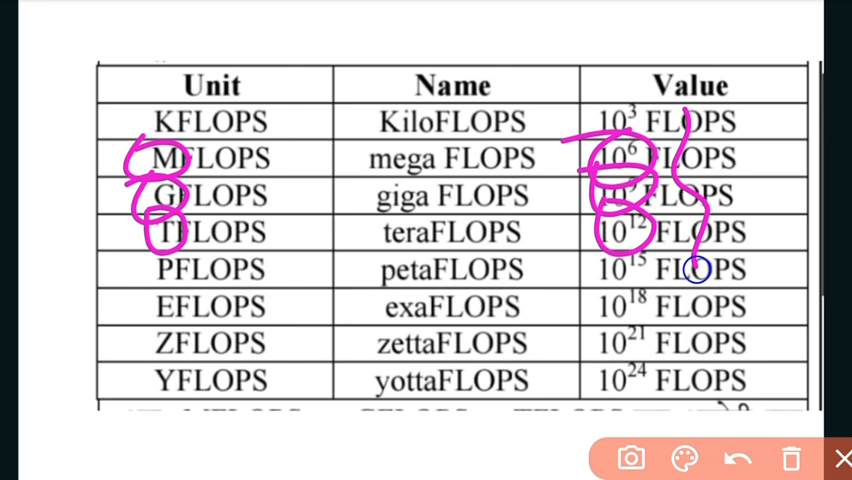 Unit Name Value
KFLOPS KiloFLOPS 10³ FLOPS
MFLOPS mega FLOPS 10⁶ FLOPS
GFLOPS giga FLOPS 10⁹ FLOPS
TFLOPS teraFLOPS 10¹² FLOPS
PFLOPS petaFLOPS 10¹⁵ FLOPS
EFLOPS exaFLOPS 10¹⁸ FLOPS
ZFLOPS zettaFLOPS 10²¹ FLOPS
YFLOPS yottaFLOPS 10²⁴ FLOPS